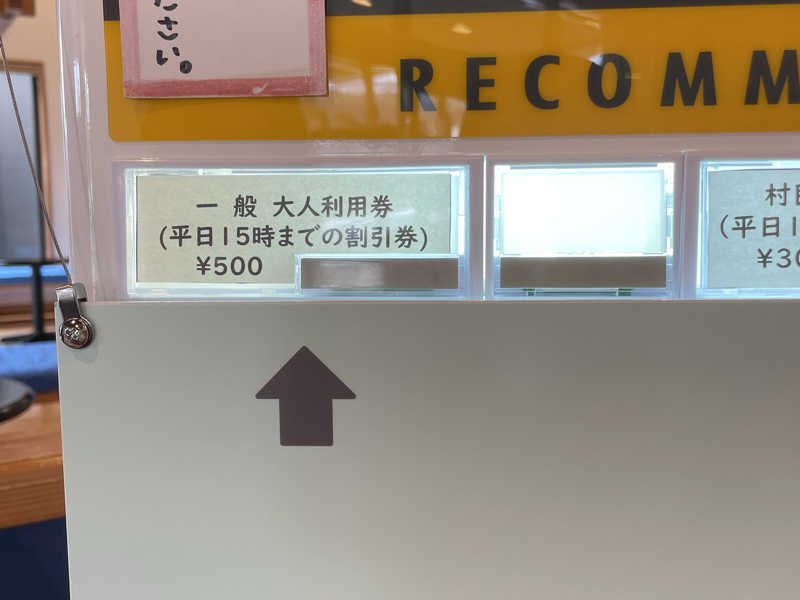 ださい。
RECOMM
一般 大人利用券
(平日15時までの割引券)
¥500
村
(平日1
¥30